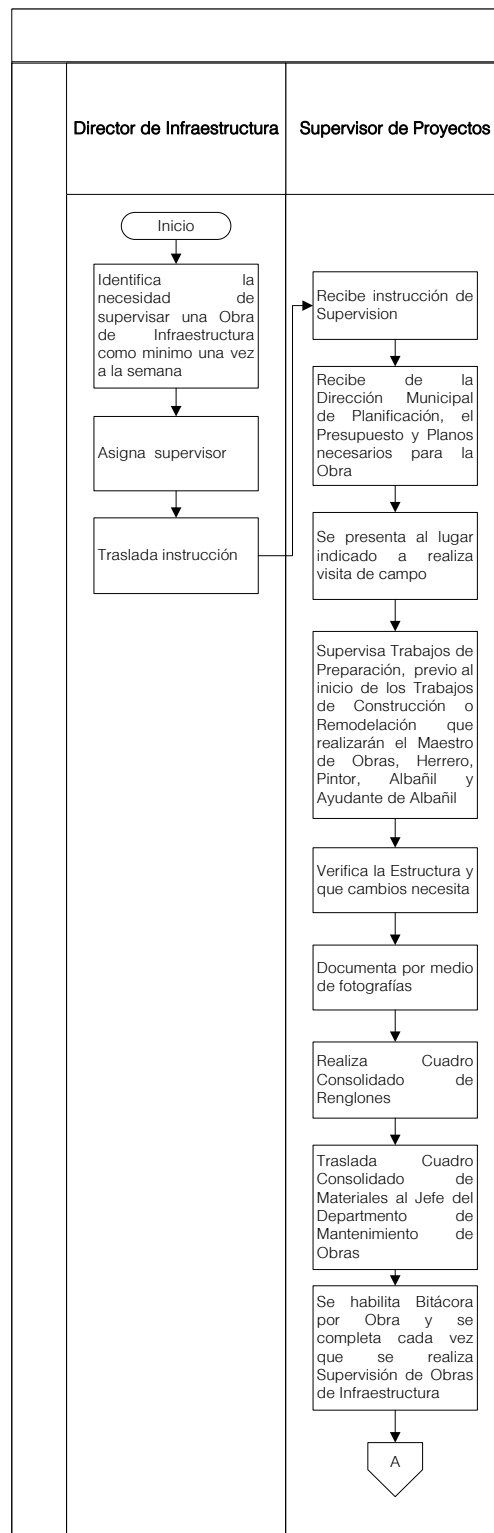 Director de Infraestructura
Supervisor de Proyectos
Inicio
Identifica la
necesidad de
supervisar una Obra
de Infraestructura
como minimo una vez
a la semana
Asigna supervisor
Traslada instrucción
Recibe instrucción de
Supervision
Recibe de la
Dirección Municipal
de Planificación, el
Presupuesto y Planos
necesarios para la
Obra
Se presenta al lugar
indicado a realiza
visita de campo
Supervisa Trabajos de
Preparación, previo al
inicio de los Trabajos
de Construcción o
Remodelación que
realizarán el Maestro
de Obras, Herrero,
Pintor, Albañil y
Ayudante de Albañil
Verifica la Estructura y
que cambios necesita
Documenta por medio
de fotografías
Realiza Cuadro
Consolidado de
Renglones
Traslada Cuadro
Consolidado de
Materiales al Jefe del
Departmento de
Mantenimiento de
Obras
Se habilita Bitácora
por Obra y se
completa cada vez
que se realiza
Supervisión de Obras
de Infraestructura
A